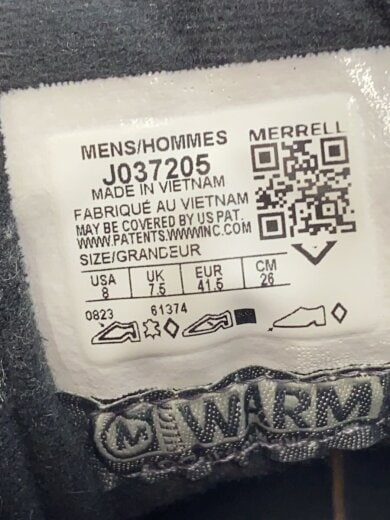 MENS/HOMMES
MERRELL
J037205
MADE IN VIETNAM
FABRIQUÉ AU VIETNAM
MAY BE COVERED BY US PAT.
WWW.PATENTS.WWWINC.COM
SIZE/GRANDEUR
USA UK EUR CM
8 7.5 41.5 26
0823 61374
M WARM